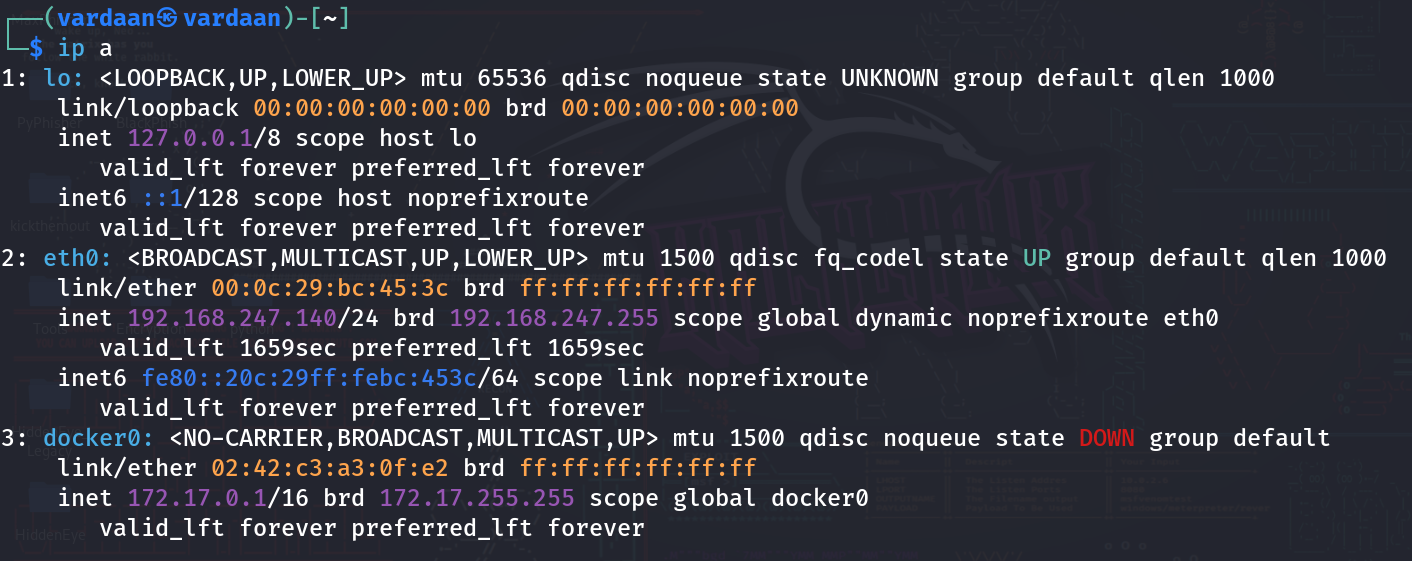 ┌──(vardaan㉿vardaan)-[~]
└─$ ip a
1: lo: <LOOPBACK,UP,LOWER_UP> mtu 65536 qdisc noqueue state UNKNOWN group default qlen 1000
    link/loopback 00:00:00:00:00:00 brd 00:00:00:00:00:00
    inet 127.0.0.1/8 scope host lo
       valid_lft forever preferred_lft forever
    inet6 ::1/128 scope host noprefixroute
       valid_lft forever preferred_lft forever
2: eth0: <BROADCAST,MULTICAST,UP,LOWER_UP> mtu 1500 qdisc fq_codel state UP group default qlen 1000
    link/ether 00:0c:29:bc:45:3c brd ff:ff:ff:ff:ff:ff
    inet 192.168.247.140/24 brd 192.168.247.255 scope global dynamic noprefixroute eth0
       valid_lft 1659sec preferred_lft 1659sec
    inet6 fe80::20c:29ff:febc:453c/64 scope link noprefixroute
       valid_lft forever preferred_lft forever
3: docker0: <NO-CARRIER,BROADCAST,MULTICAST,UP> mtu 1500 qdisc noqueue state DOWN group default
    link/ether 02:42:c3:a3:0f:e2 brd ff:ff:ff:ff:ff:ff
    inet 172.17.0.1/16 brd 172.17.255.255 scope global docker0
       valid_lft forever preferred_lft forever
kickthemout
HiddenEye